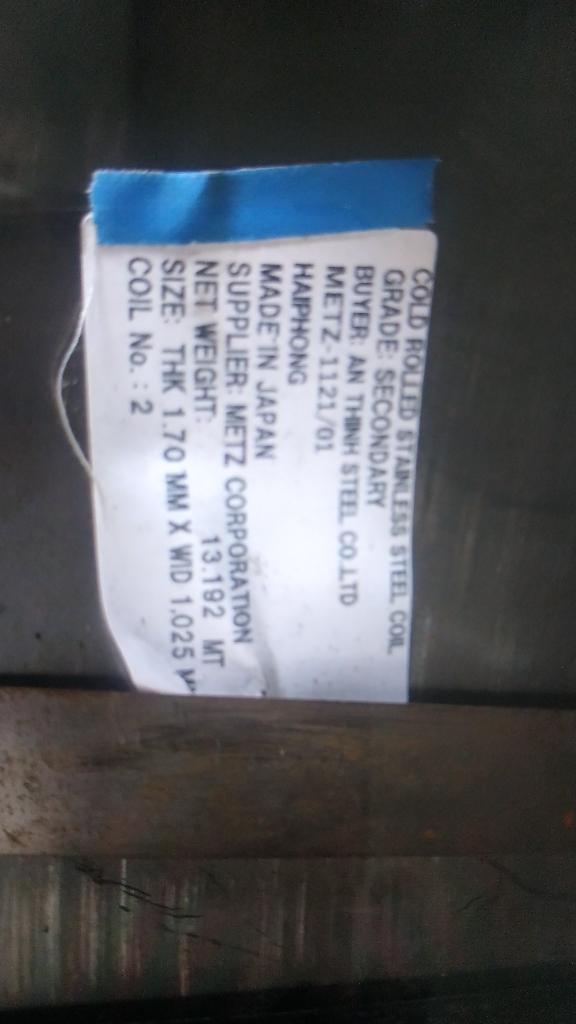 COLD ROLLED STAINLESS STEEL COIL
GRADE: SECONDARY
BUYER: AN THINH STEEL CO.LTD
METZ-1121/01
HAIPHONG
MADE IN JAPAN
SUPPLIER: METZ CORPORATION
NET WEIGHT: 13.192 MT
SIZE: THK 1.70 MM X WID 1,025
COIL No. : 2